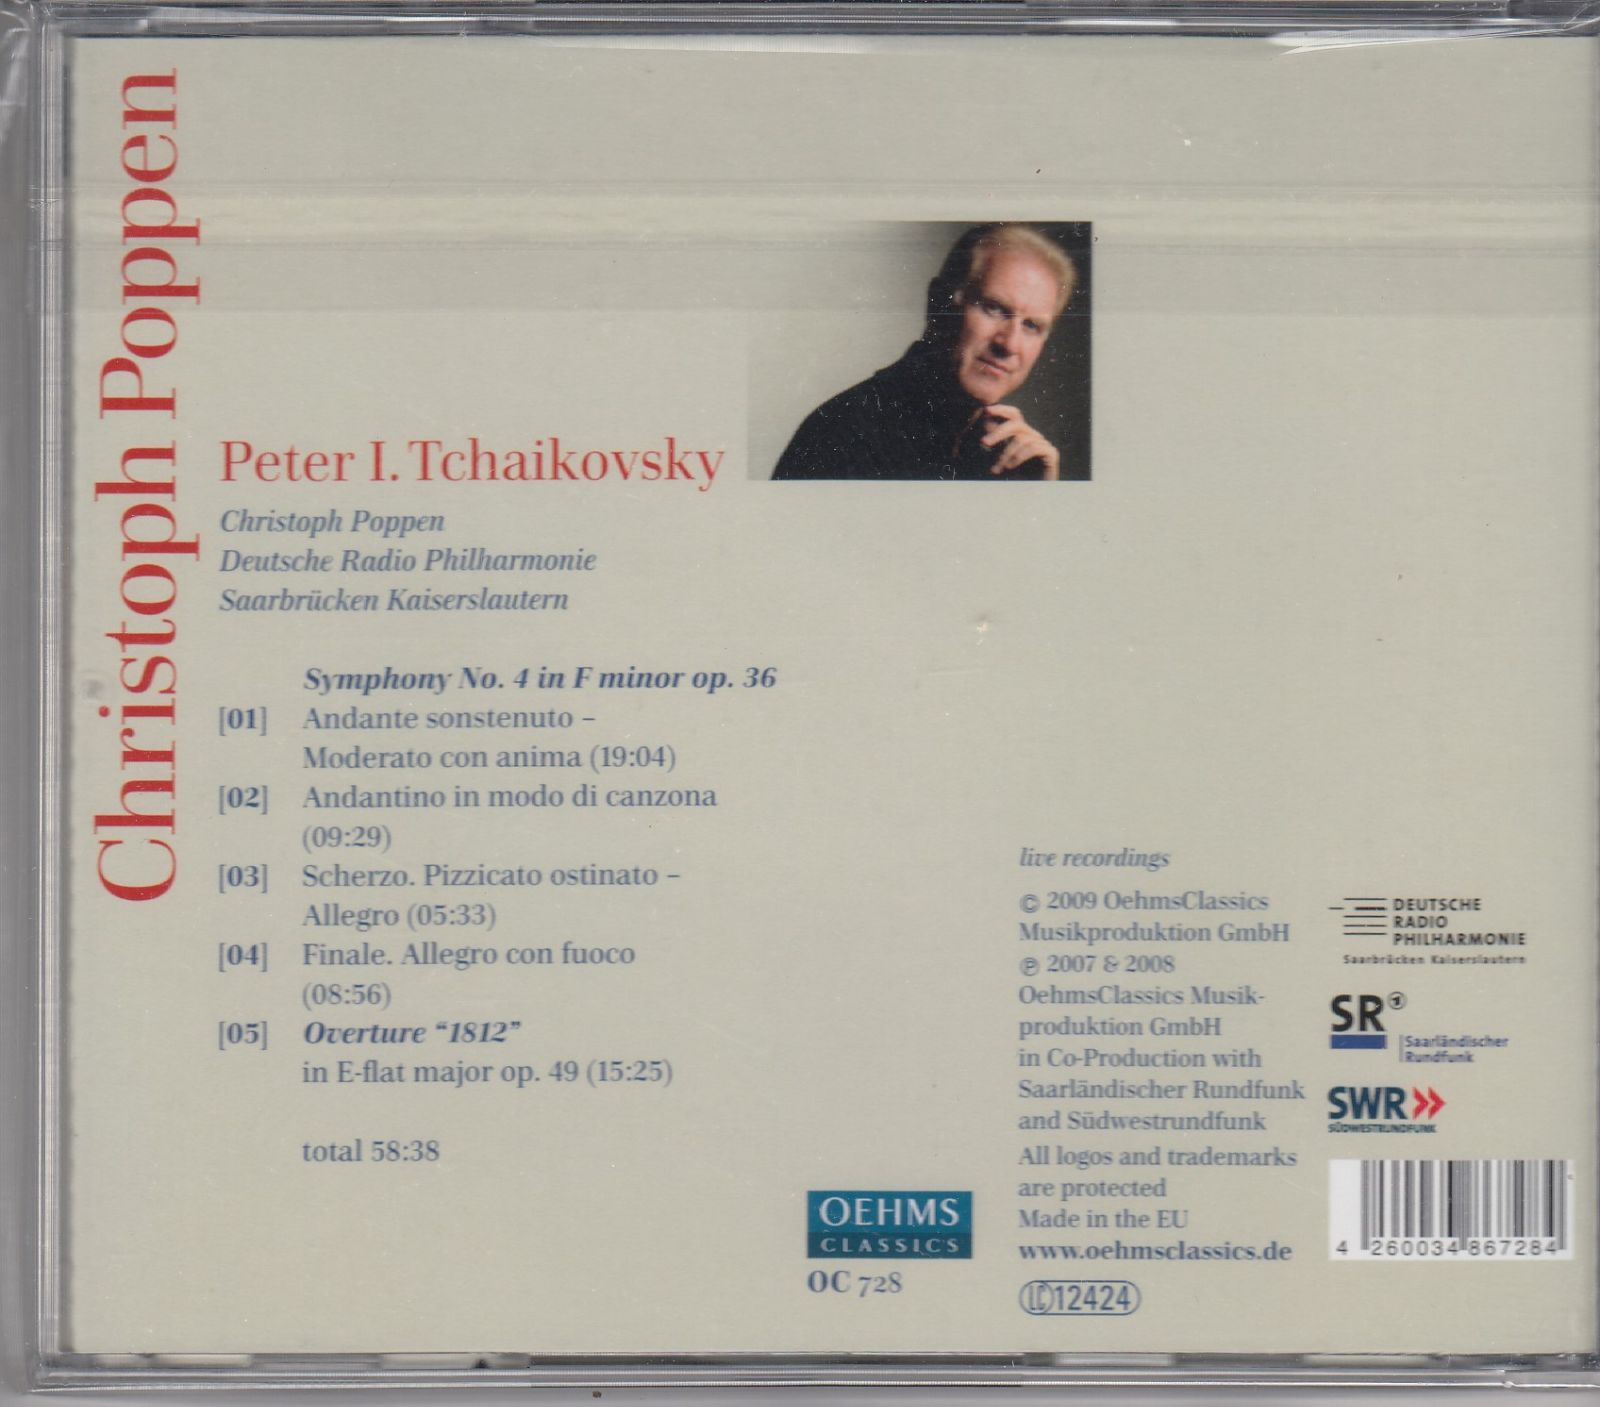 Christoph Poppen
Peter I. Tchaikovsky
Christoph Poppen
Deutsche Radio Philharmonie
Saarbrücken Kaiserslautern
Symphony No. 4 in F minor op. 36
[01] Andante sonstenuto –
Moderato con anima (19:04)
[02] Andantino in modo di canzona
(09:29)
[03] Scherzo. Pizzicato ostinato –
Allegro (05:33)
[04] Finale. Allegro con fuoco
(08:56)
[05] Overture “1812”
in E-flat major op. 49 (15:25)
total 58:38
OEHMS
CLASSICS
OC 728
live recordings
© 2009 OehmsClassics
Musikproduktion GmbH
℗ 2007 & 2008
OehmsClassics Musik-
produktion GmbH
in Co-Production with
Saarländischer Rundfunk
and Südwestrundfunk
All logos and trademarks
are protected
Made in the EU
www.oehmsclassics.de
LC 12424
DEUTSCHE
RADIO
PHILHARMONIE
Saarbrücken Kaiserslautern
SR 1
Saarländischer
Rundfunk
SWR»
SÜDWESTRUNDFUNK
4 260034 867284